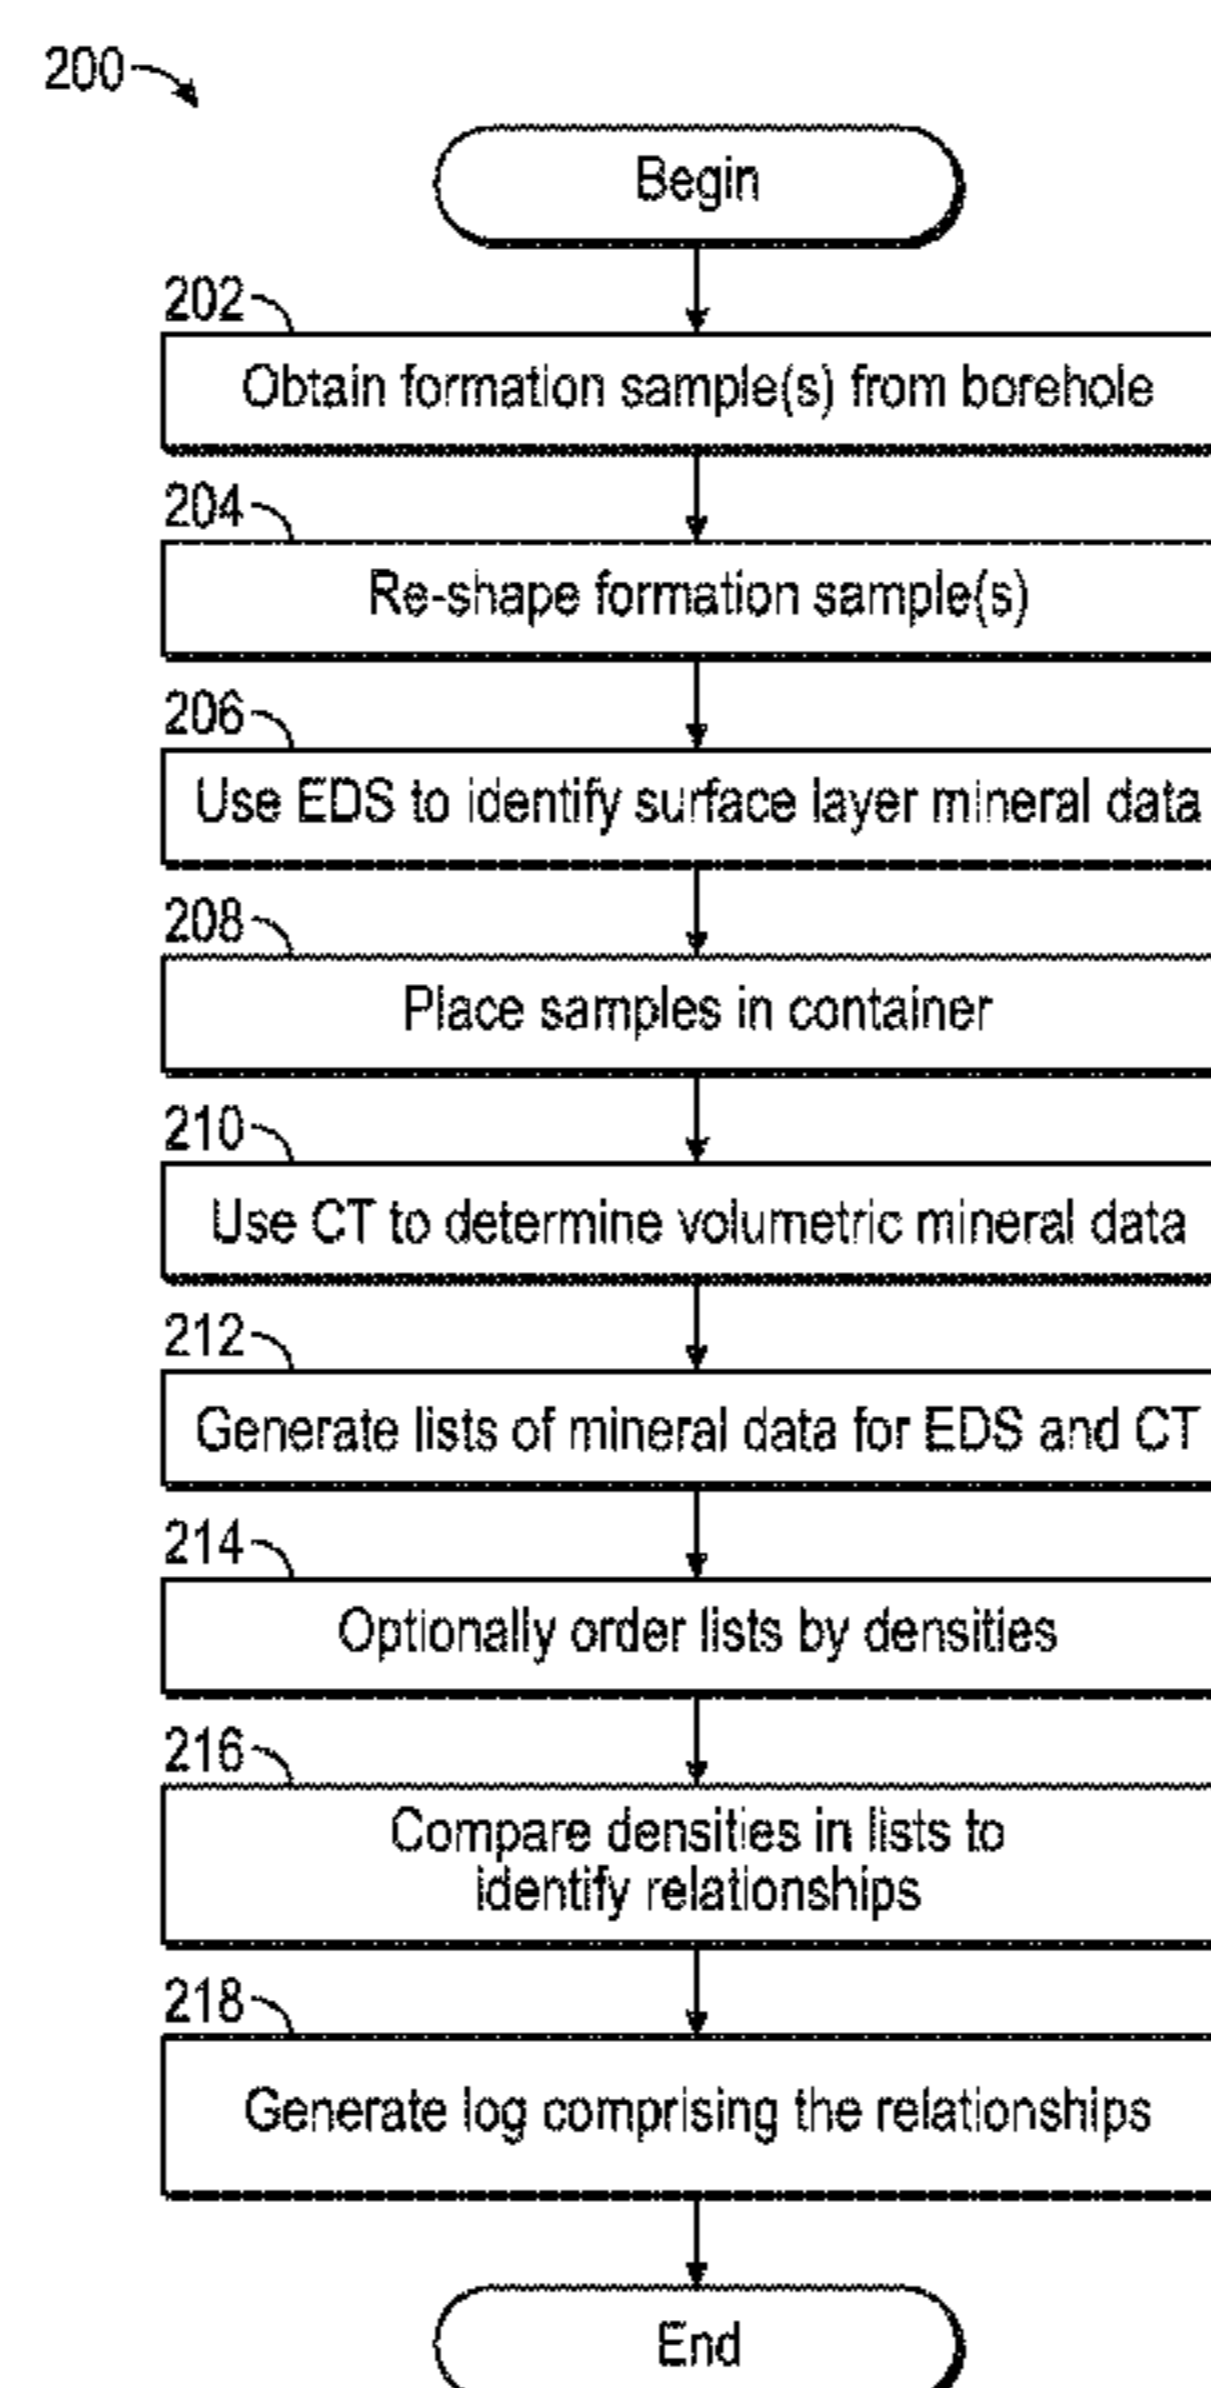 200
Begin
202
Obtain formation sample(s) from borehole
204
Re-shape formation sample(s)
206
Use EDS to identify surface layer mineral data
208
Place samples in container
210
Use CT to determine volumetric mineral data
212
Generate lists of mineral data for EDS and CT
214
Optionally order lists by densities
216
Compare densities in lists to
identify relationships
218
Generate log comprising the relationships
End